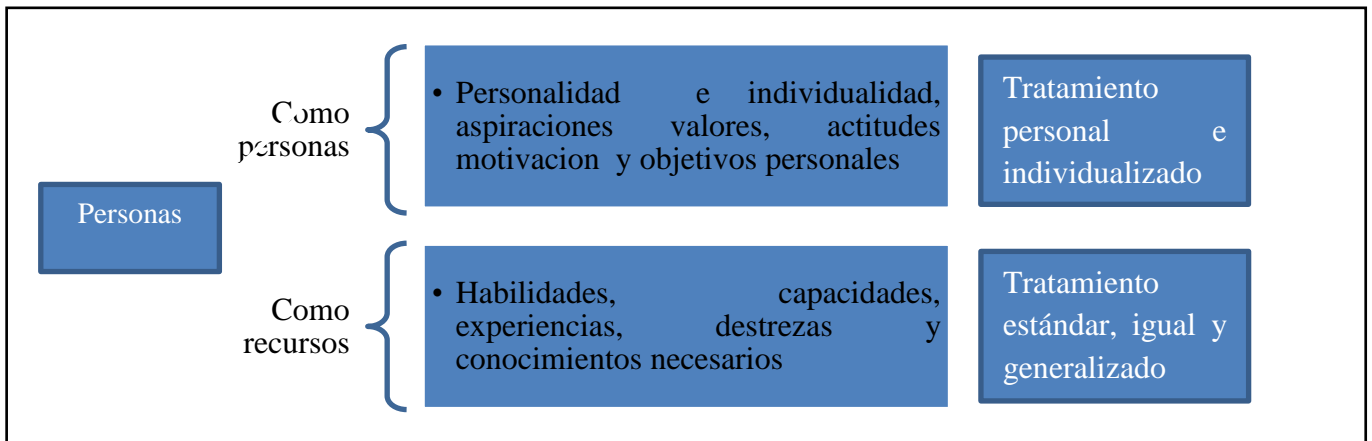 Personas
Como
personas
• Personalidad e individualidad,
aspiraciones valores, actitudes
motivacion y objetivos personales
Tratamiento
personal e
individualizado
Como
recursos
• Habilidades, capacidades,
experiencias, destrezas y
conocimientos necesarios
Tratamiento
estándar, igual y
generalizado